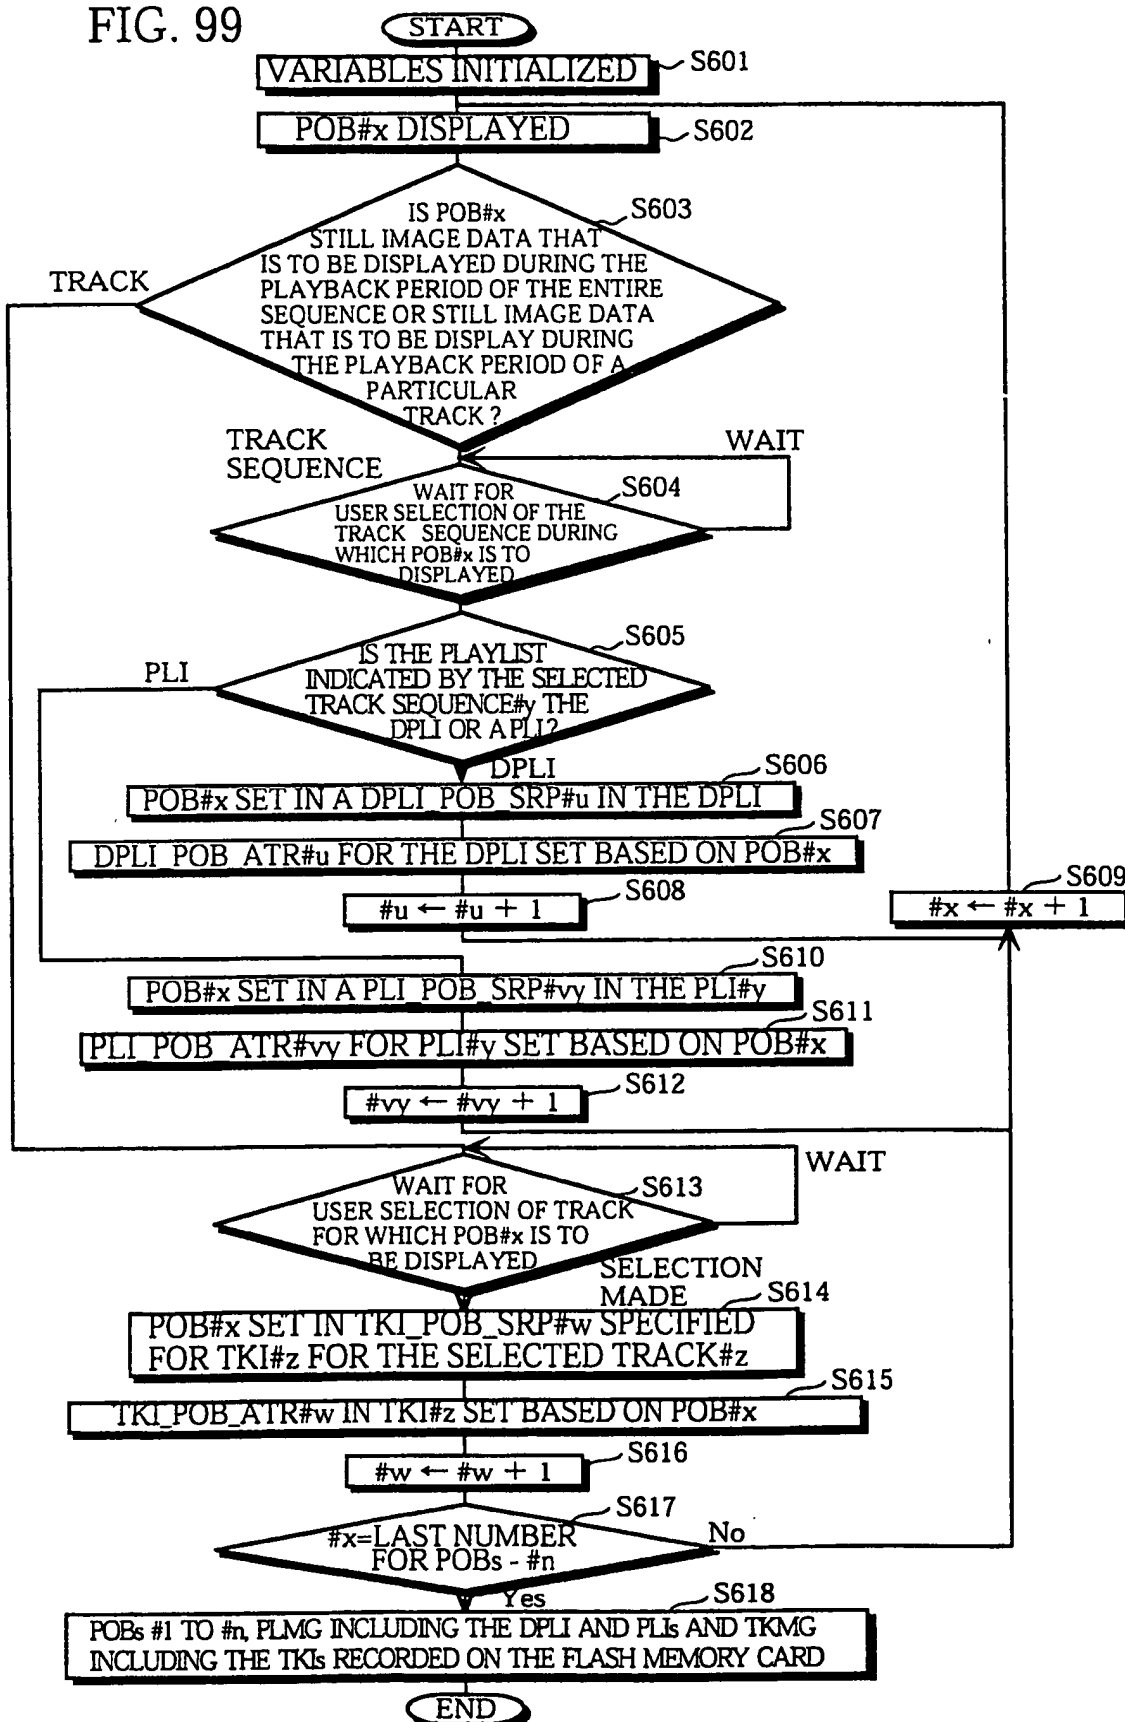 FIG. 99
START
VARIABLES INITIALIZED
S601
POB#x DISPLAYED
S602
IS POB#x
STILL IMAGE DATA THAT
IS TO BE DISPLAYED DURING THE
PLAYBACK PERIOD OF THE ENTIRE
SEQUENCE OR STILL IMAGE DATA
THAT IS TO BE DISPLAY DURING
THE PLAYBACK PERIOD OF A
PARTICULAR
TRACK ?
S603
TRACK
TRACK
SEQUENCE
WAIT
WAIT FOR
USER SELECTION OF THE
TRACK SEQUENCE DURING
WHICH POB#x IS TO
DISPLAYED
S604
IS THE PLAYLIST
INDICATED BY THE SELECTED
TRACK SEQUENCE#y THE
DPLI OR A PLI?
S605
PLI
DPLI
S606
POB#x SET IN A DPLI_POB_SRP#u IN THE DPLI
S607
DPLI_POB_ATR#u FOR THE DPLI SET BASED ON POB#x
S608
#u ← #u + 1
S609
#x ← #x + 1
S610
POB#x SET IN A PLI_POB_SRP#vy IN THE PLI#y
S611
PLI_POB_ATR#vy FOR PLI#y SET BASED ON POB#x
S612
#vy ← #vy + 1
WAIT
WAIT FOR
USER SELECTION OF TRACK
FOR WHICH POB#x IS TO
BE DISPLAYED
S613
SELECTION
MADE
S614
POB#x SET IN TKI_POB_SRP#w SPECIFIED
FOR TKI#z FOR THE SELECTED TRACK#z
S615
TKI_POB_ATR#w IN TKI#z SET BASED ON POB#x
S616
#w ← #w + 1
S617
#x=LAST NUMBER
FOR POBs - #n
No
Yes
S618
POBs #1 TO #n, PLMG INCLUDING THE DPLI AND PLIs AND TKMG
INCLUDING THE TKIs RECORDED ON THE FLASH MEMORY CARD
END